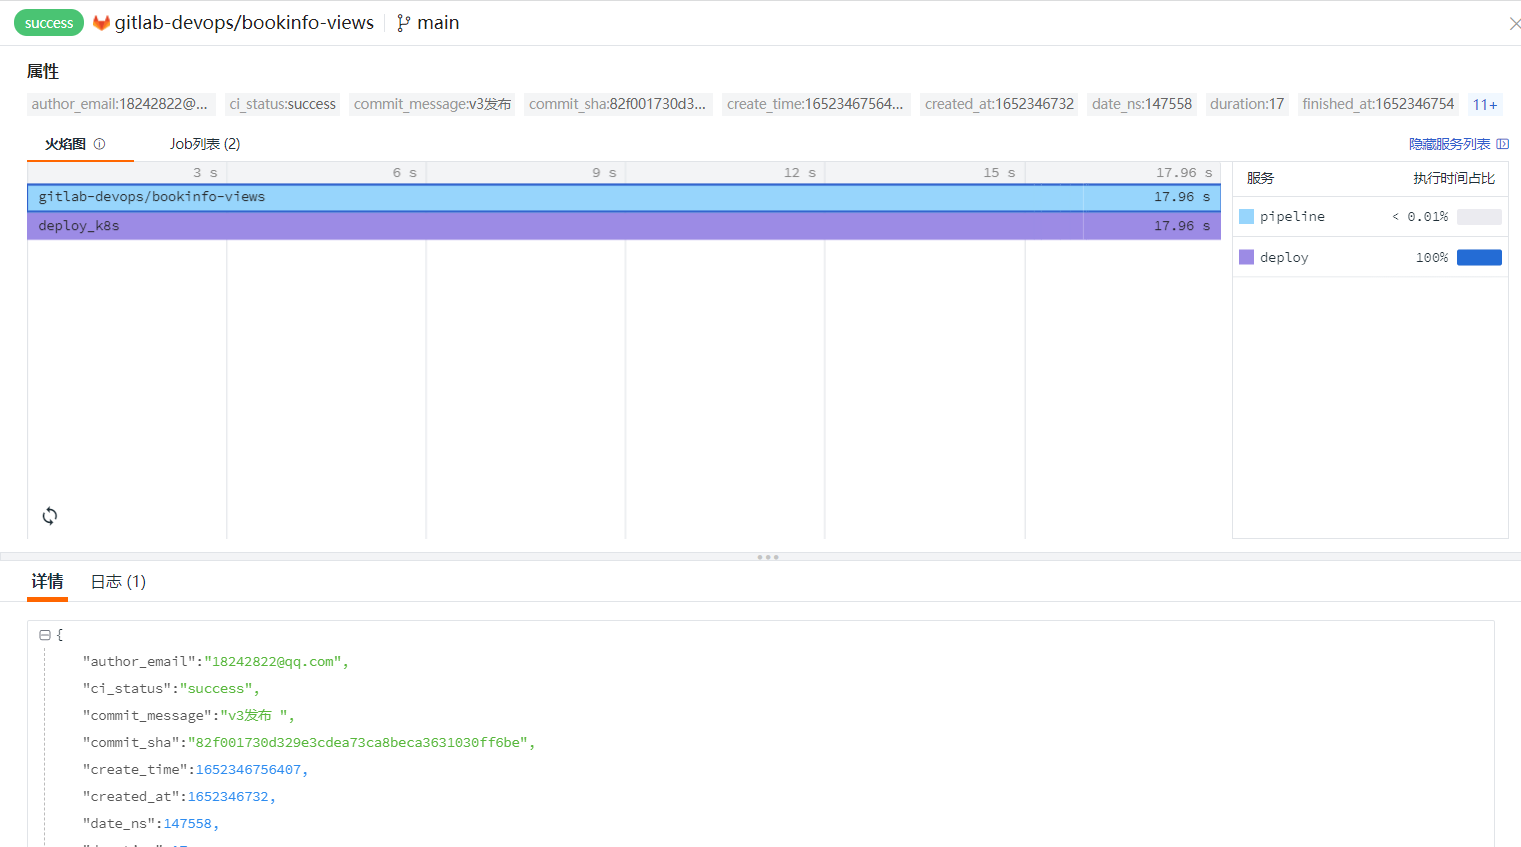 success gitlab-devops/bookinfo-views main
属性
author_email:18242822@... ci_status:success commit_message:v3发布 commit_sha:82f001730d3... create_time:16523467564... created_at:1652346732 date_ns:147558 duration:17 finished_at:1652346754 11+
火焰图 Job列表 (2) 隐藏服务列表
3 s 6 s 9 s 12 s 15 s 17.96 s
gitlab-devops/bookinfo-views 17.96 s
deploy_k8s 17.96 s
服务 执行时间占比
pipeline < 0.01%
deploy 100%
详情 日志 (1)
{
"author_email":"18242822@qq.com",
"ci_status":"success",
"commit_message":"v3发布 ",
"commit_sha":"82f001730d329e3cdea73ca8beca3631030ff6be",
"create_time":1652346756407,
"created_at":1652346732,
"date_ns":147558,